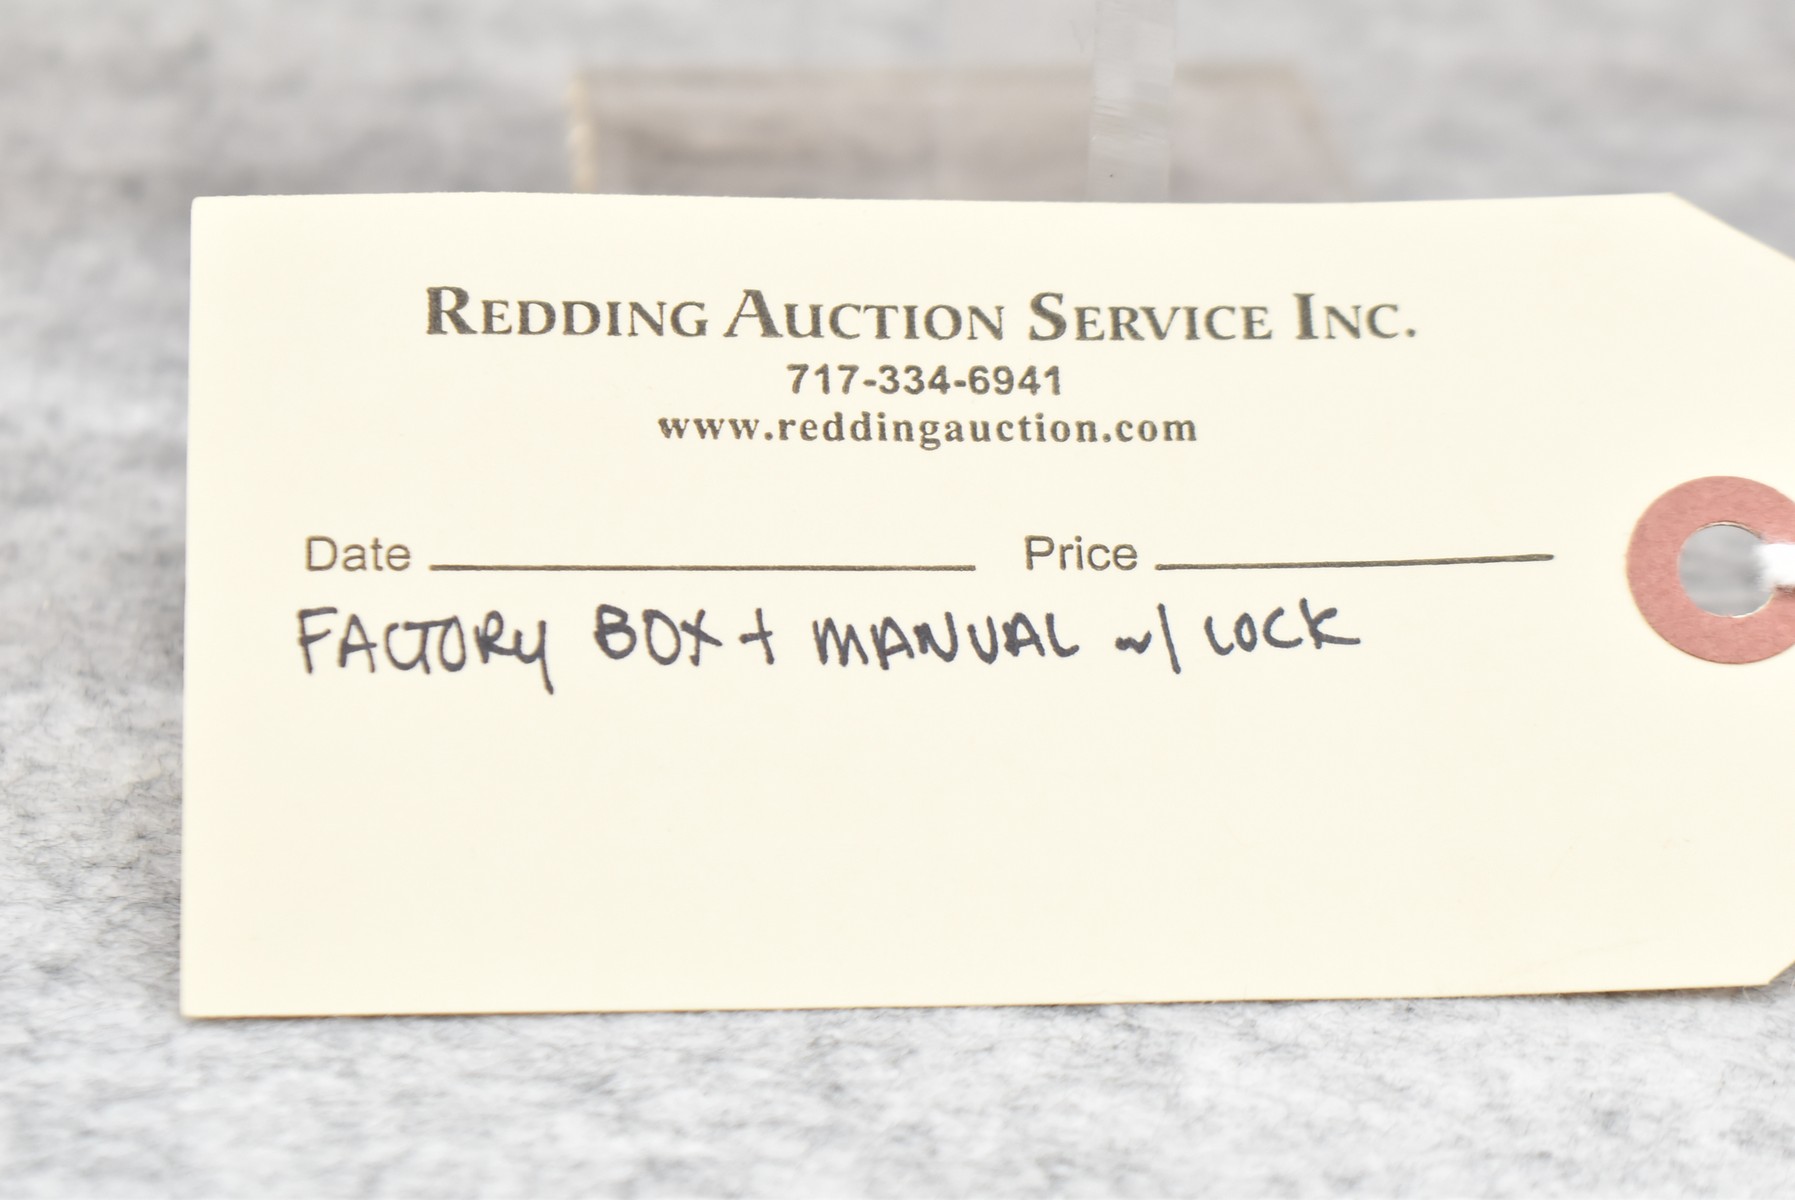 REDDING AUCTION SERVICE INC.
717-334-6941
www.reddingauction.com
Date Price
FACTORY BOX + MANUAL w/ LOCK